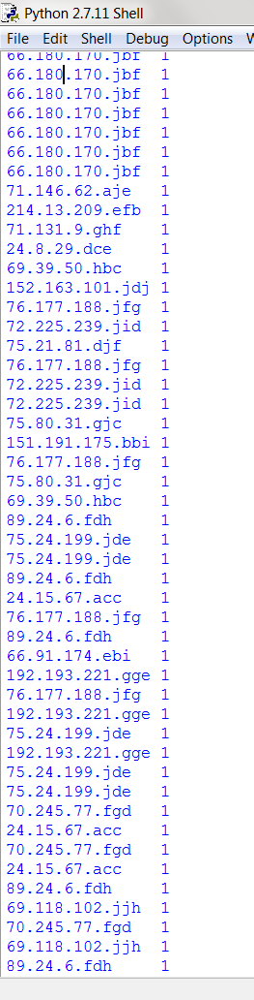 Python 2.7.11 Shell
File Edit Shell Debug Options W
66.180.170.jbf 1
66.180.170.jbf 1
66.180.170.jbf 1
66.180.170.jbf 1
66.180.170.jbf 1
66.180.170.jbf 1
66.180.170.jbf 1
71.146.62.aje 1
214.13.209.efb 1
71.131.9.ghf 1
24.8.29.dce 1
69.39.50.hbc 1
152.163.101.jdj 1
76.177.188.jfg 1
72.225.239.jid 1
75.21.81.djf 1
76.177.188.jfg 1
72.225.239.jid 1
72.225.239.jid 1
75.80.31.gjc 1
151.191.175.bbi 1
76.177.188.jfg 1
75.80.31.gjc 1
69.39.50.hbc 1
89.24.6.fdh 1
75.24.199.jde 1
75.24.199.jde 1
89.24.6.fdh 1
24.15.67.acc 1
76.177.188.jfg 1
89.24.6.fdh 1
66.91.174.ebi 1
192.193.221.gge 1
76.177.188.jfg 1
192.193.221.gge 1
75.24.199.jde 1
192.193.221.gge 1
75.24.199.jde 1
75.24.199.jde 1
70.245.77.fgd 1
24.15.67.acc 1
70.245.77.fgd 1
24.15.67.acc 1
89.24.6.fdh 1
69.118.102.jjh 1
70.245.77.fgd 1
69.118.102.jjh 1
89.24.6.fdh 1